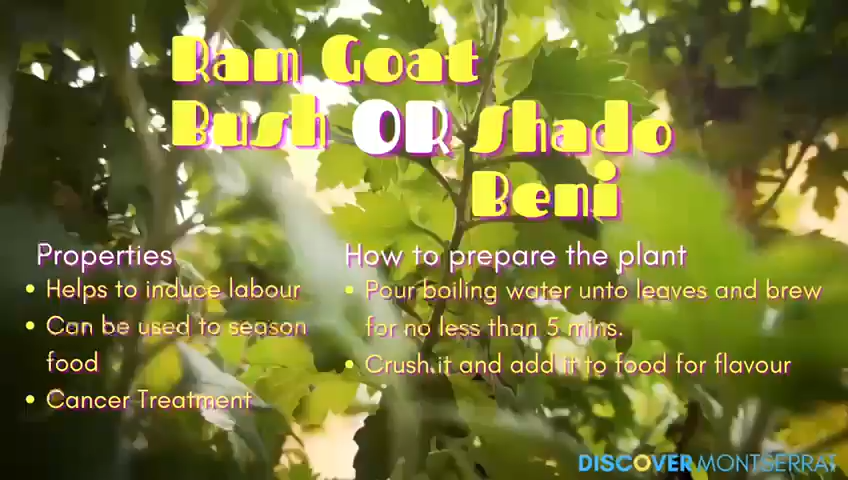 Ram Goat
Bush OR Shado
Beni
Properties
• Helps to induce labour
• Can be used to season
food
• Cancer Treatment
How to prepare the plant
• Pour boiling water unto leaves and brew
for no less than 5 mins.
• Crush it and add it to food for flavour
DISCOVER MONTSERRAT